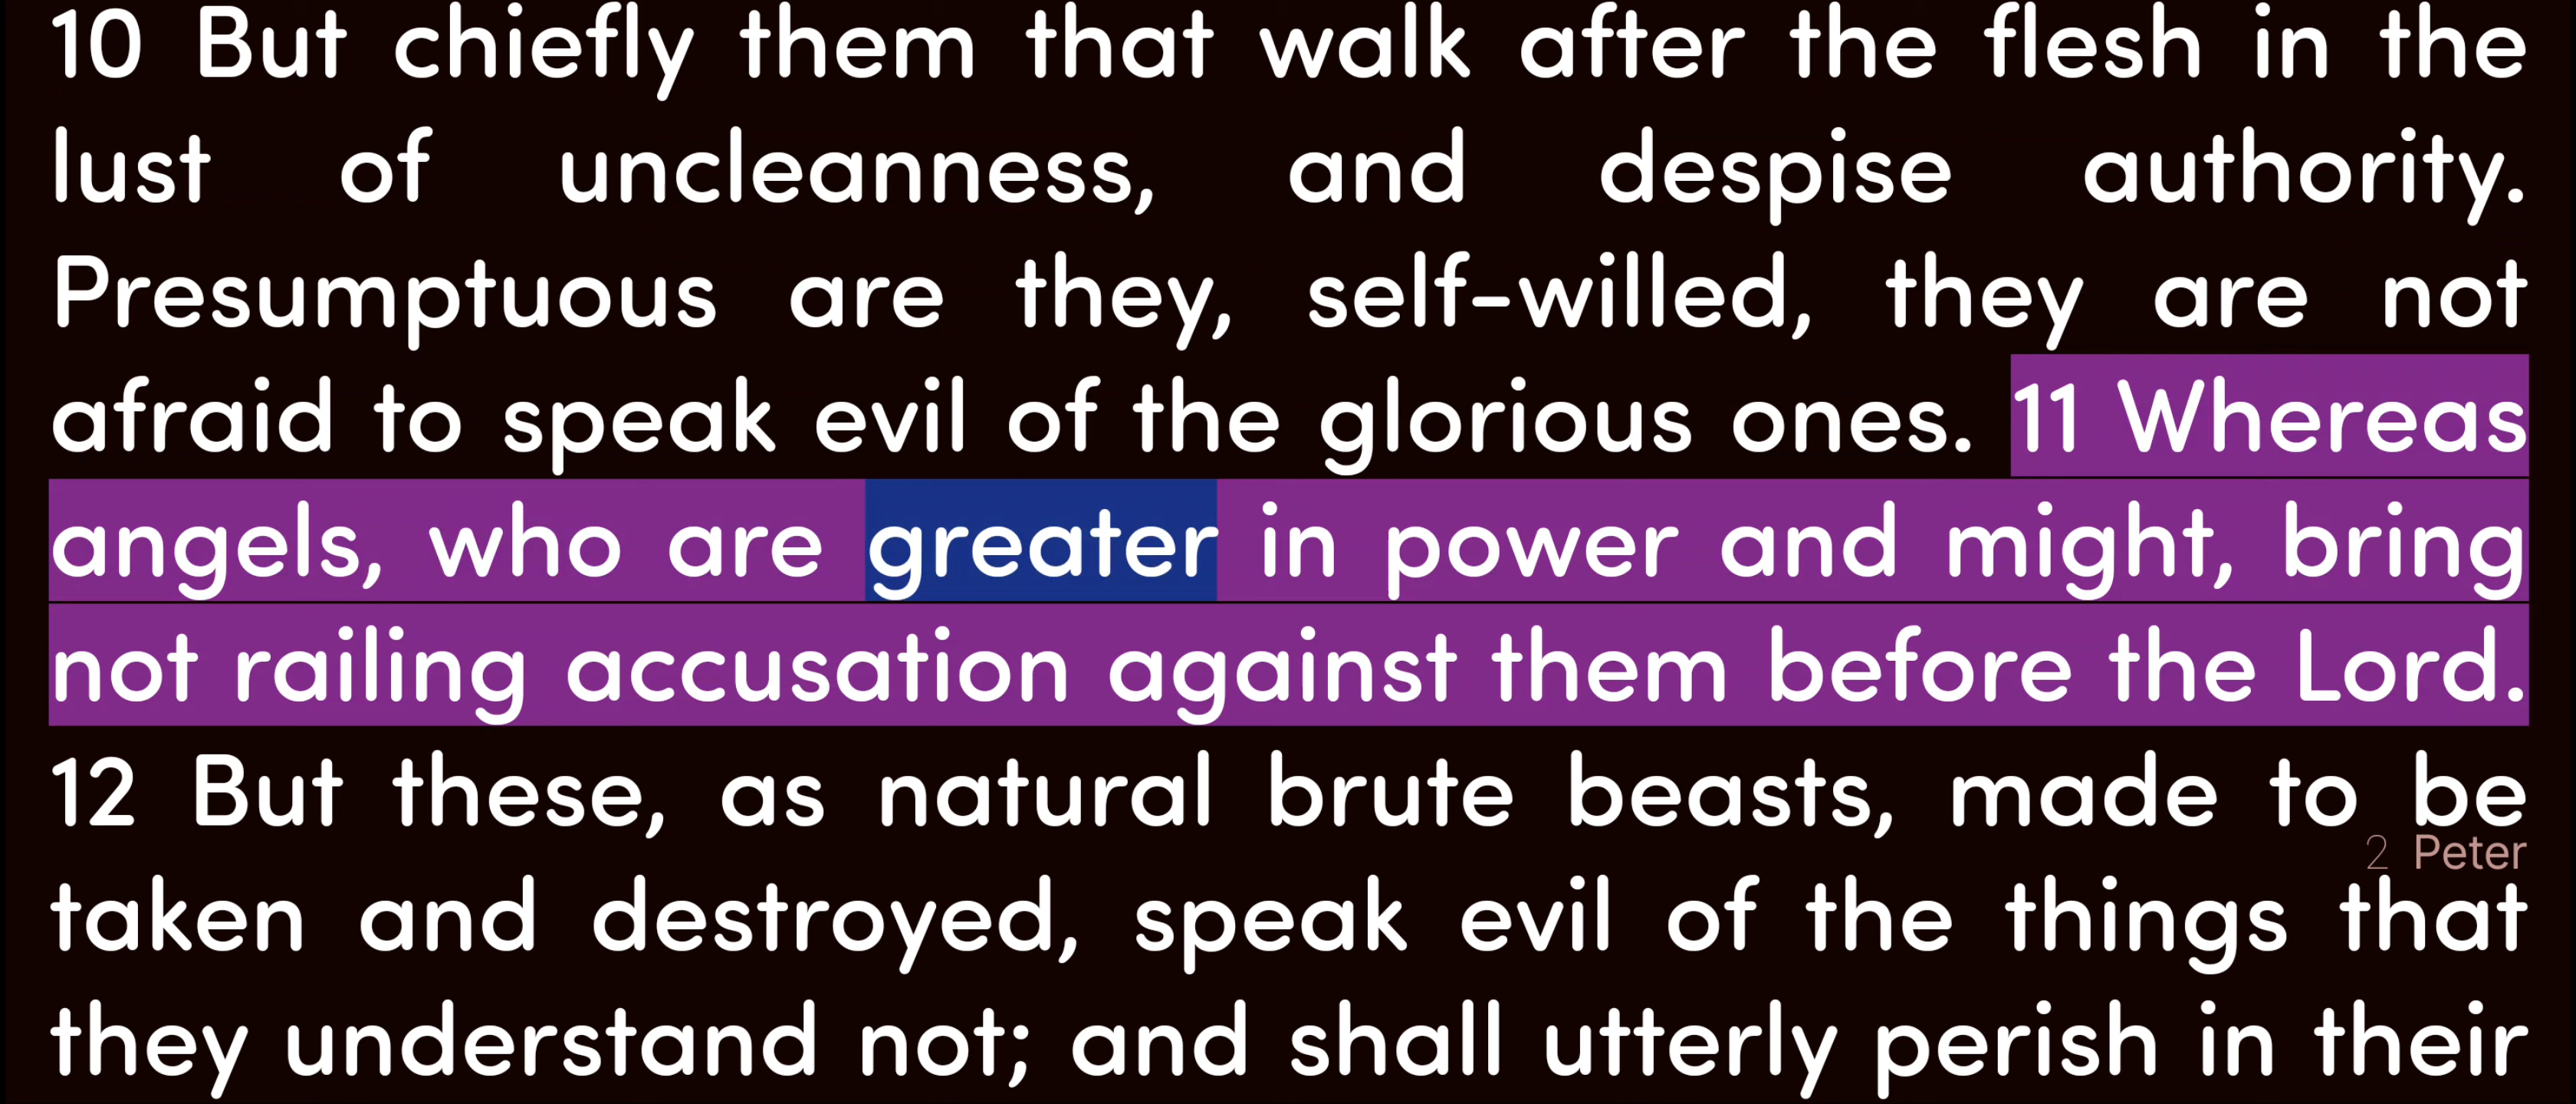 10 But chiefly them that walk after the flesh in the
lust of uncleanness, and despise authority.
Presumptuous are they, self-willed, they are not
afraid to speak evil of the glorious ones. 11 Whereas
angels, who are greater in power and might, bring
not railing accusation against them before the Lord.
12 But these, as natural brute beasts, made to be
2 Peter
taken and destroyed, speak evil of the things that
they understand not; and shall utterly perish in their